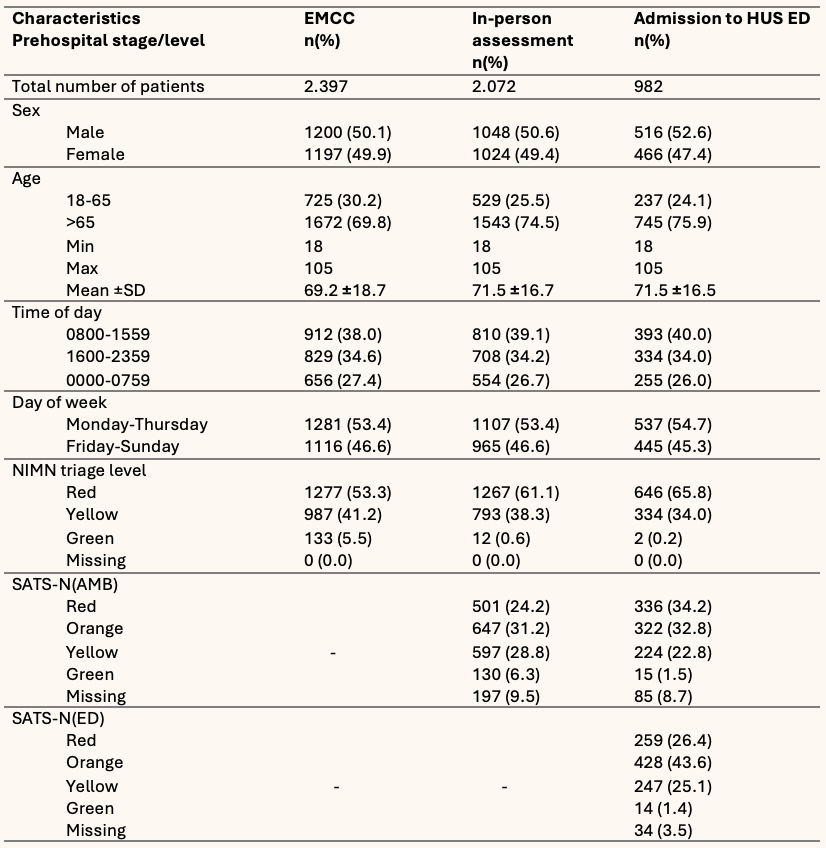 Characteristics EMCC In-person Admission to HUS ED
Prehospital stage/level n(%) assessment n(%)
n(%)
Total number of patients 2.397 2.072 982
Sex
Male 1200 (50.1) 1048 (50.6) 516 (52.6)
Female 1197 (49.9) 1024 (49.4) 466 (47.4)
Age
18-65 725 (30.2) 529 (25.5) 237 (24.1)
>65 1672 (69.8) 1543 (74.5) 745 (75.9)
Min 18 18 18
Max 105 105 105
Mean ±SD 69.2 ±18.7 71.5 ±16.7 71.5 ±16.5
Time of day
0800-1559 912 (38.0) 810 (39.1) 393 (40.0)
1600-2359 829 (34.6) 708 (34.2) 334 (34.0)
0000-0759 656 (27.4) 554 (26.7) 255 (26.0)
Day of week
Monday-Thursday 1281 (53.4) 1107 (53.4) 537 (54.7)
Friday-Sunday 1116 (46.6) 965 (46.6) 445 (45.3)
NIMN triage level
Red 1277 (53.3) 1267 (61.1) 646 (65.8)
Yellow 987 (41.2) 793 (38.3) 334 (34.0)
Green 133 (5.5) 12 (0.6) 2 (0.2)
Missing 0 (0.0) 0 (0.0) 0 (0.0)
SATS-N(AMB)
Red 501 (24.2) 336 (34.2)
Orange 647 (31.2) 322 (32.8)
Yellow - 597 (28.8) 224 (22.8)
Green 130 (6.3) 15 (1.5)
Missing 197 (9.5) 85 (8.7)
SATS-N(ED)
Red 259 (26.4)
Orange 428 (43.6)
Yellow - - 247 (25.1)
Green 14 (1.4)
Missing 34 (3.5)